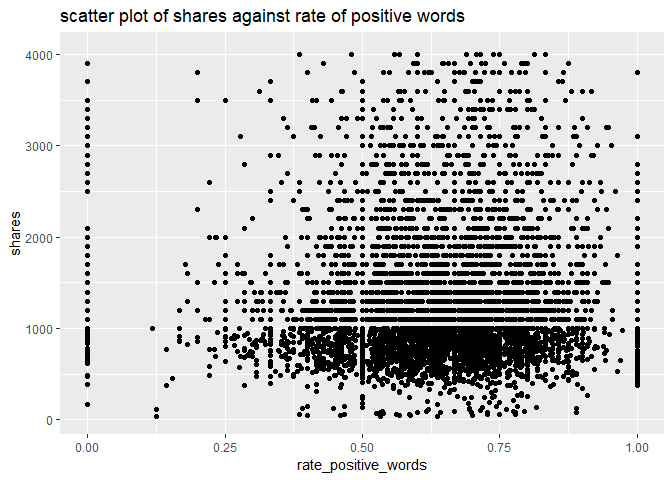 scatter plot of shares against rate of positive words
4000
3000
2000
1000
0
shares
0.00 0.25 0.50 0.75 1.00
rate_positive_words